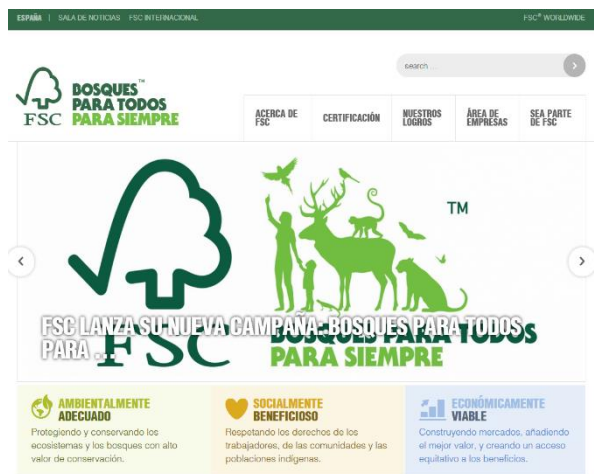 ESPAÑA | SALA DE NOTICIAS FSC INTERNACIONAL FSC® WORLDWIDE
search ...
BOSQUES™
PARA TODOS
FSC PARA SIEMPRE
ACERCA DE
FSC
CERTIFICACIÓN
NUESTROS
LOGROS
ÁREA DE
EMPRESAS
SEA PARTE
DE FSC
TM
FSC LANZA SU NUEVA CAMPAÑA: BOSQUES PARA TODOS
PARA ...
FSC
BOSQUES PARA TODOS
PARA SIEMPRE
AMBIENTALMENTE
ADECUADO
Protegiendo y conservando los
ecosistemas y los bosques con alto
valor de conservación.
SOCIALMENTE
BENEFICIOSO
Respetando los derechos de los
trabajadores, de las comunidades y las
poblaciones indígenas.
ECONÓMICAMENTE
VIABLE
Construyendo mercados, añadiendo
el mejor valor, y creando un acceso
equitativo a los beneficios.